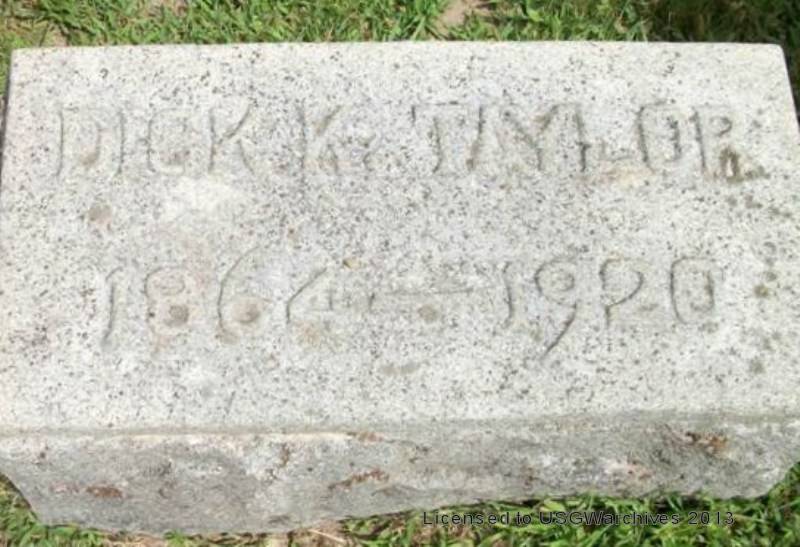 DICK K. TAYLOR
1864 – 1920
Licensed to USGWarchives 2013